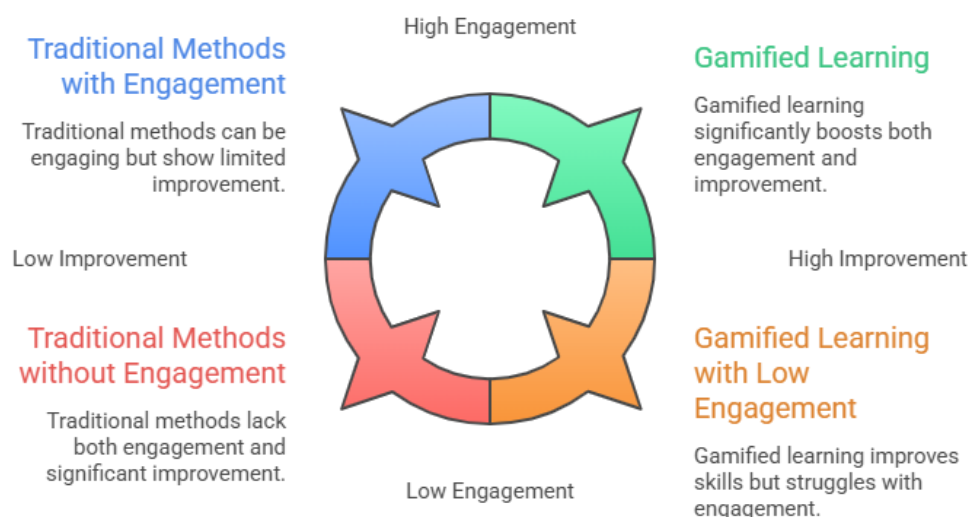 High Engagement
Traditional Methods
with Engagement
Traditional methods can be
engaging but show limited
improvement.
Gamified Learning
Gamified learning
significantly boosts both
engagement and
improvement.
Low Improvement
High Improvement
Traditional Methods
without Engagement
Traditional methods lack
both engagement and
significant improvement.
Gamified Learning
with Low
Engagement
Gamified learning improves
skills but struggles with
engagement.
Low Engagement